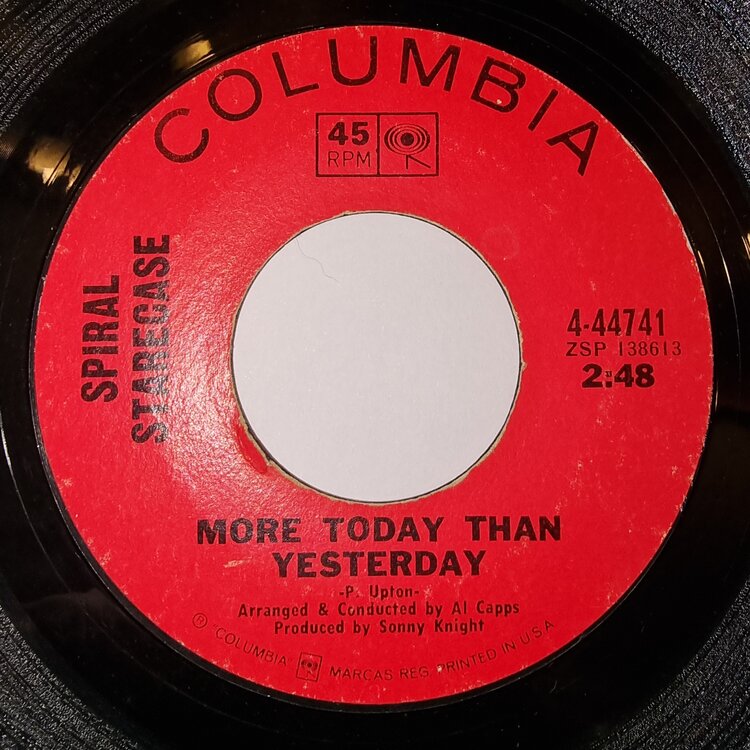 COLUMBIA
45
RPM
SPIRAL
STARECASE
4-44741
ZSP 138613
2:48
MORE TODAY THAN
YESTERDAY
-P. Upton-
Arranged & Conducted by Al Capps
Produced by Sonny Knight
® "COLUMBIA" MARCAS REG. PRINTED IN U.S.A.